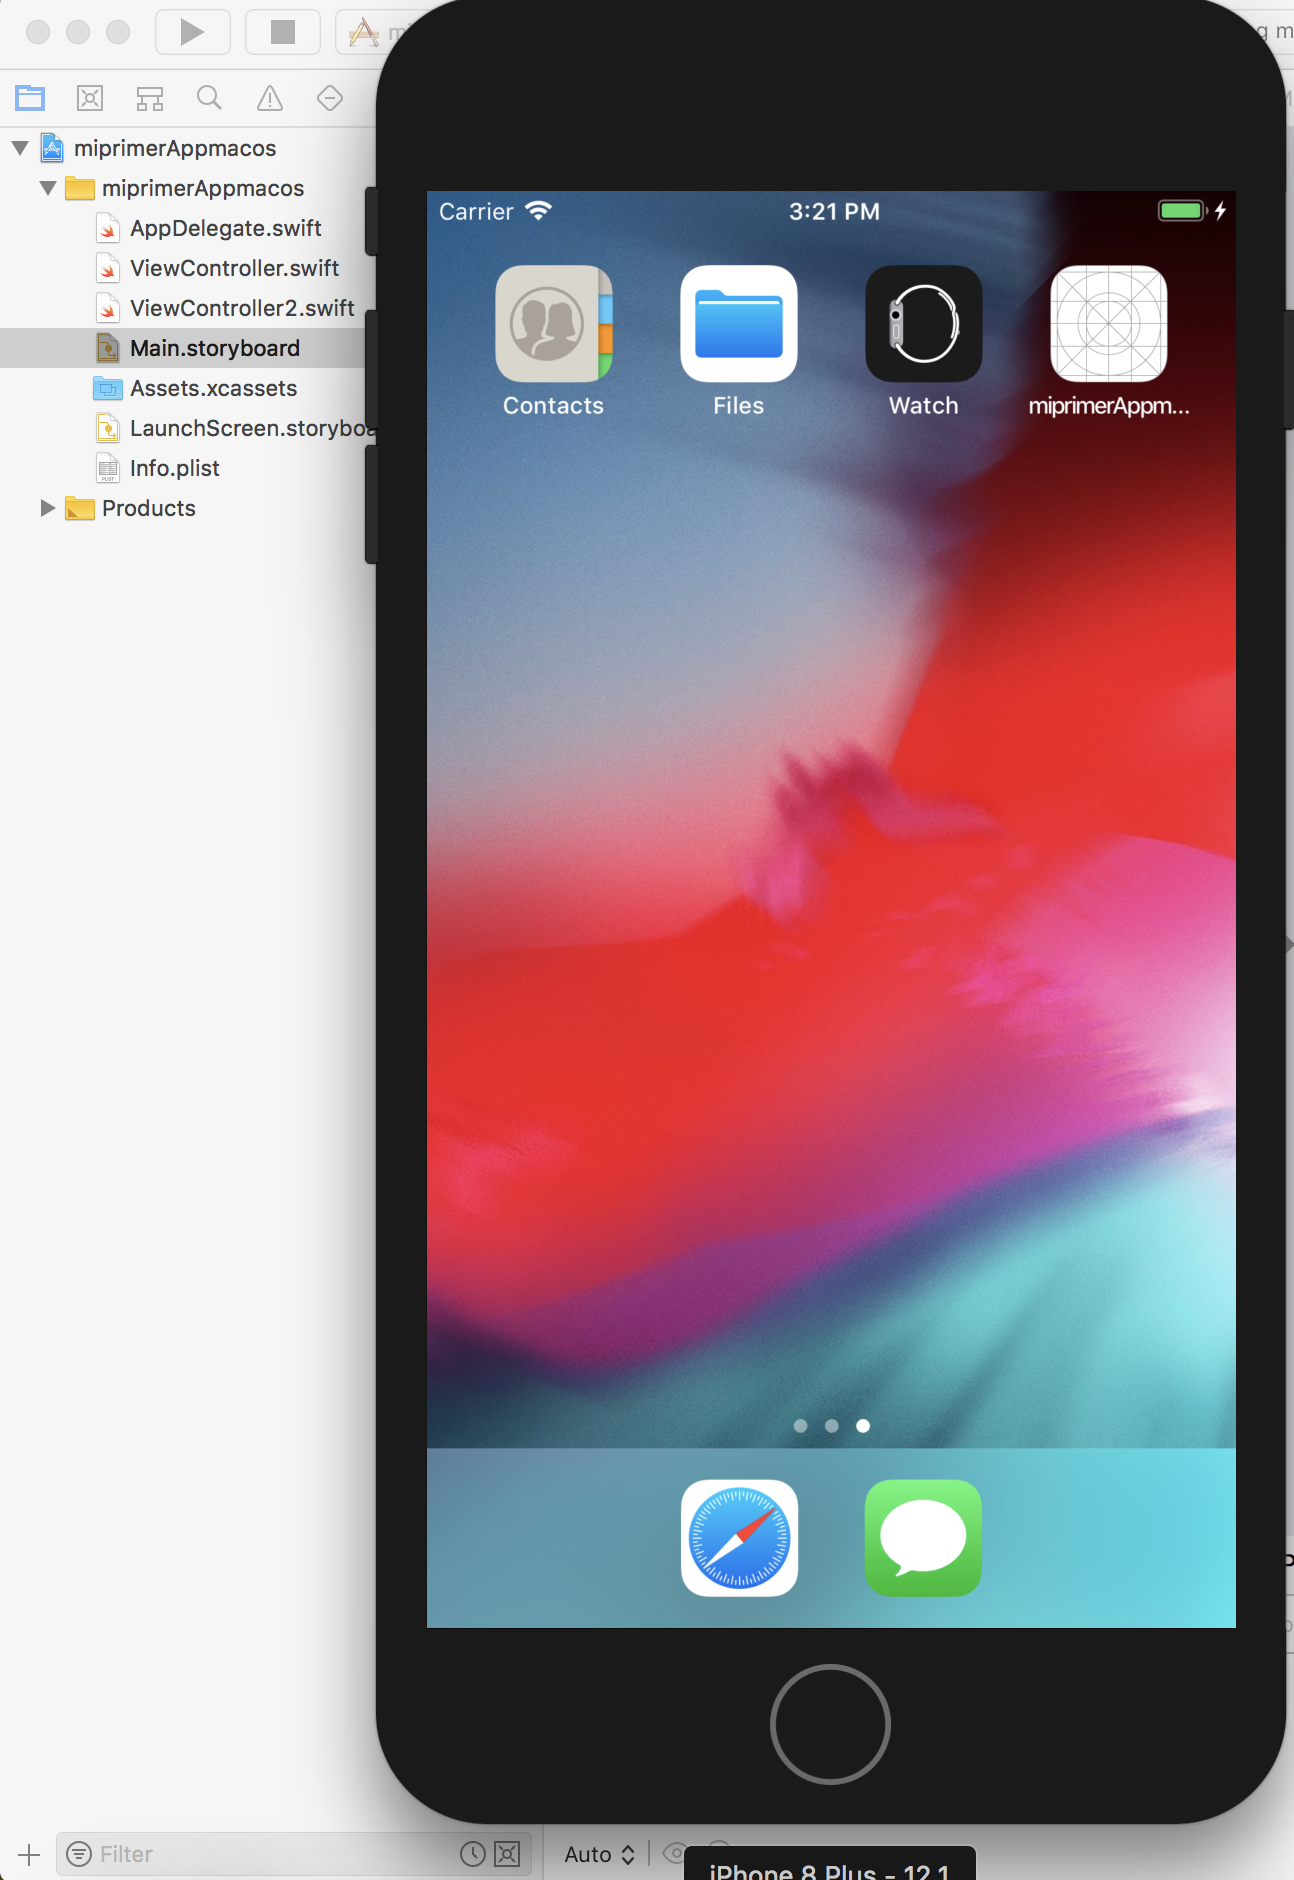 miprimerAppmacos
miprimerAppmacos
AppDelegate.swift
ViewController.swift
ViewController2.swift
Main.storyboard
Assets.xcassets
LaunchScreen.storyboa
Info.plist
Products
Filter
Auto
Carrier
3:21 PM
Contacts
Files
Watch
miprimerAppm...
iPhone 8 Plus - 12.1